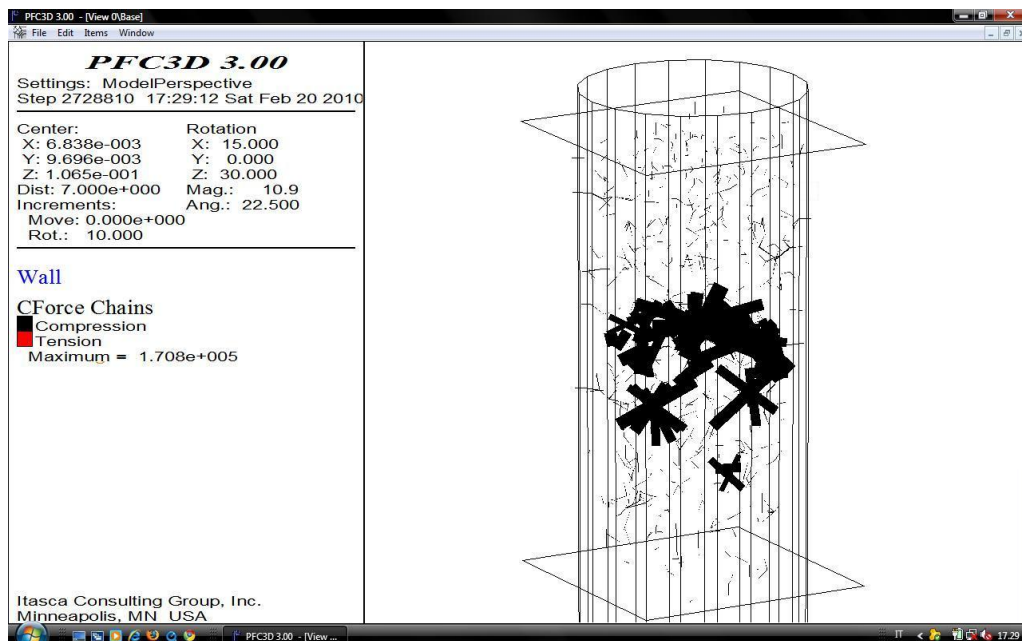 PFC3D 3.00 - [View 0\Base]
File Edit Items Window
PFC3D 3.00
Settings: ModelPerspective
Step 2728810 17:29:12 Sat Feb 20 2010
Center: Rotation
X: 6.838e-003 X: 15.000
Y: 9.696e-003 Y: 0.000
Z: 1.065e-001 Z: 30.000
Dist: 7.000e+000 Mag.: 10.9
Increments: Ang.: 22.500
Move: 0.000e+000
Rot.: 10.000
Wall
CForce Chains
Compression
Tension
Maximum = 1.708e+005
Itasca Consulting Group, Inc.
Minneapolis, MN USA
PFC3D 3.00 - [View ...
IT < 17.29